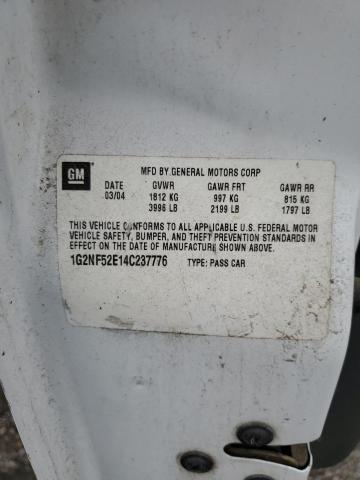 GM
MFD BY GENERAL MOTORS CORP
DATE GVWR GAWR FRT GAWR RR
03/04 1812 KG 997 KG 815 KG
3996 LB 2199 LB 1797 LB
THIS VEHICLE CONFORMS TO ALL APPLICABLE U.S. FEDERAL MOTOR
VEHICLE SAFETY, BUMPER, AND THEFT PREVENTION STANDARDS IN
EFFECT ON THE DATE OF MANUFACTURE SHOWN ABOVE.
1G2NF52E14C237776 TYPE: PASS CAR